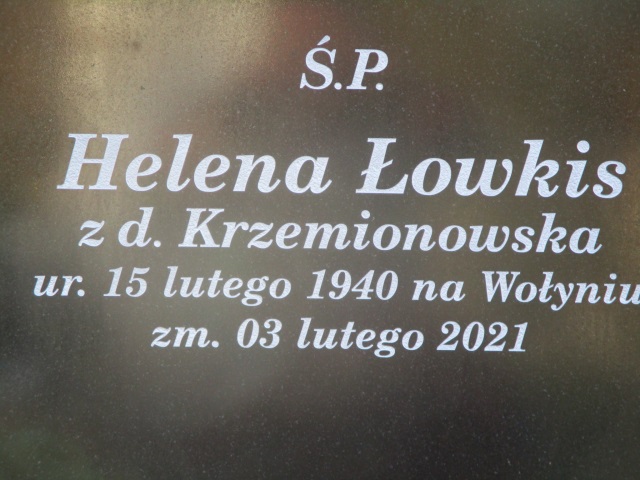 Ś.P.
Helena Łowkis
z d. Krzemionowska
ur. 15 lutego 1940 na Wołyniu
zm. 03 lutego 2021